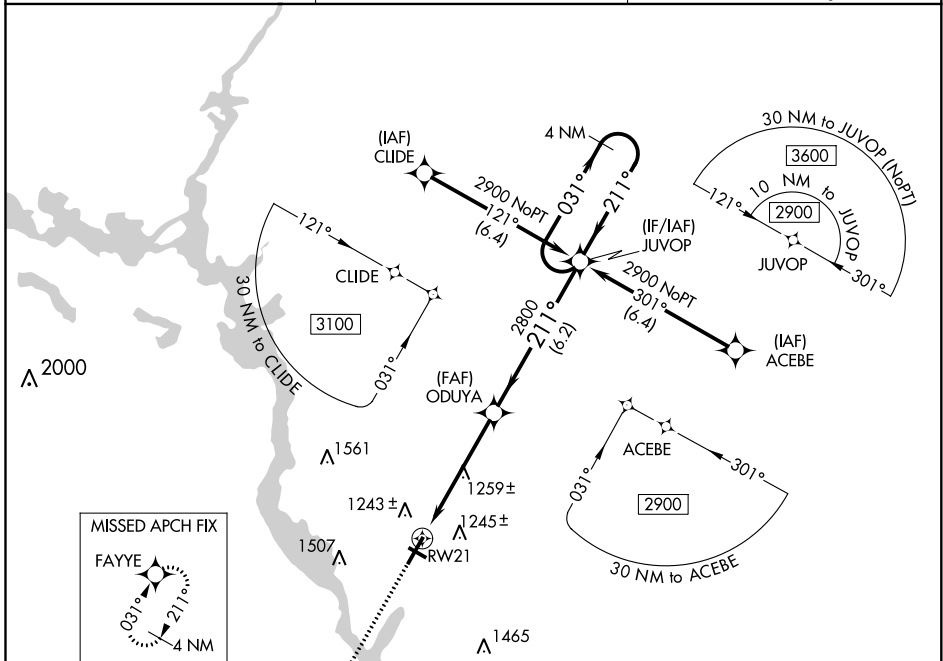 (IAF)
CLIDE
2900 NoPT
121°
(6.4)
4 NM
031°
211°
(IF/IAF)
JUVOP
2900 NoPT
301°
(6.4)
(IAF)
ACEBE
30 NM to JUVOP (NoPT)
3600
10 NM to JUVOP
2900
121°
JUVOP
301°
121°
CLIDE
3100
30 NM to CLIDE
031°
2800
211°
(6.2)
(FAF)
ODUYA
2000
1561
1259±
1243±
1245±
1507
RW21
1465
ACEBE
301°
031°
2900
30 NM to ACEBE
MISSED APCH FIX
FAYYE
031°
211°
4 NM